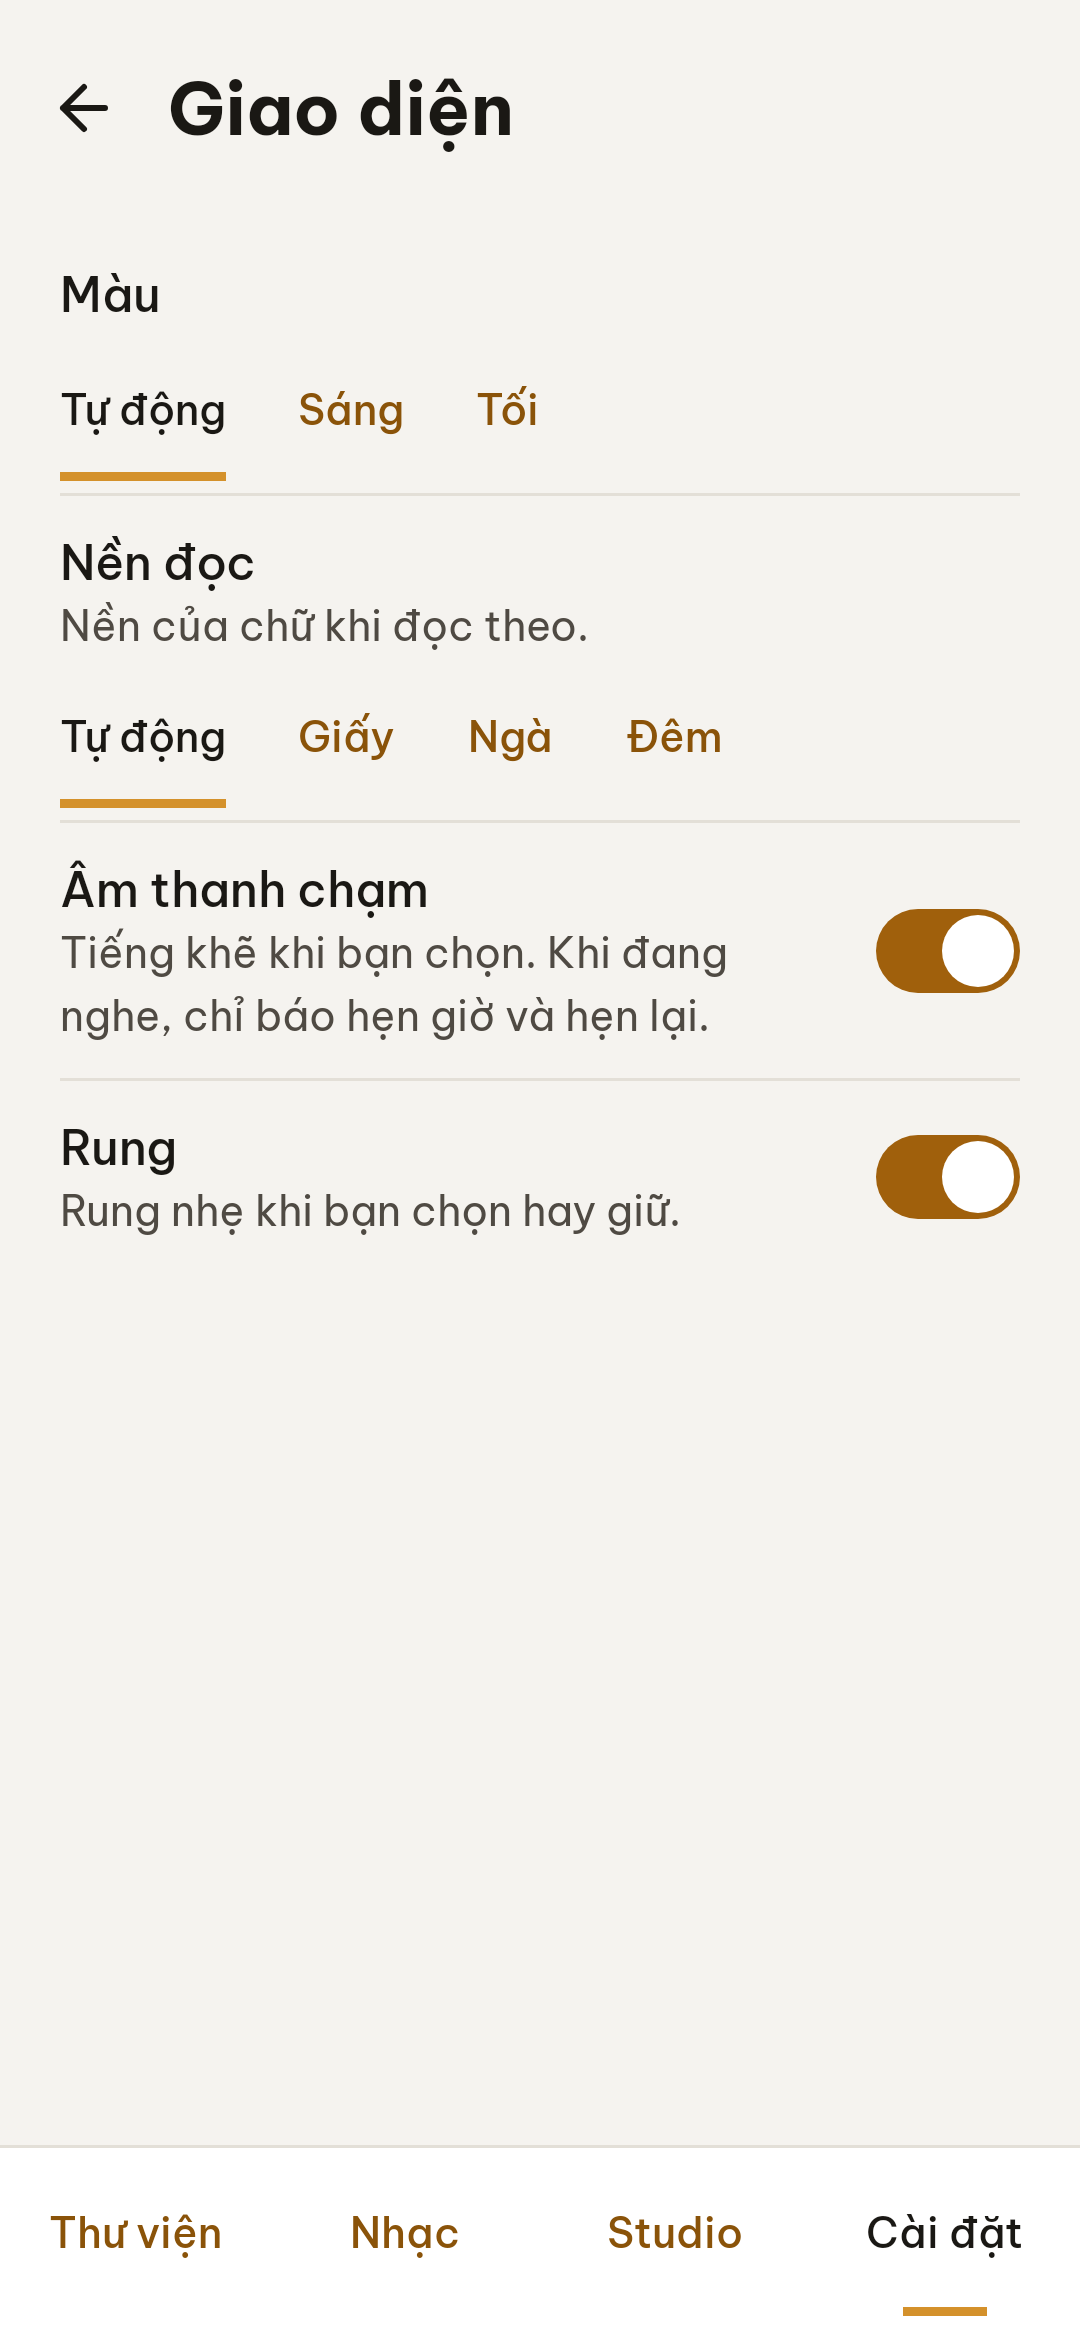 Giao diện
Màu
Tự động Sáng Tối
Nền đọc
Nền của chữ khi đọc theo.
Tự động Giấy Ngà Đêm
Âm thanh chạm
Tiếng khẽ khi bạn chọn. Khi đang
nghe, chỉ báo hẹn giờ và hẹn lại.
Rung
Rung nhẹ khi bạn chọn hay giữ.
Thư viện Nhạc Studio Cài đặt